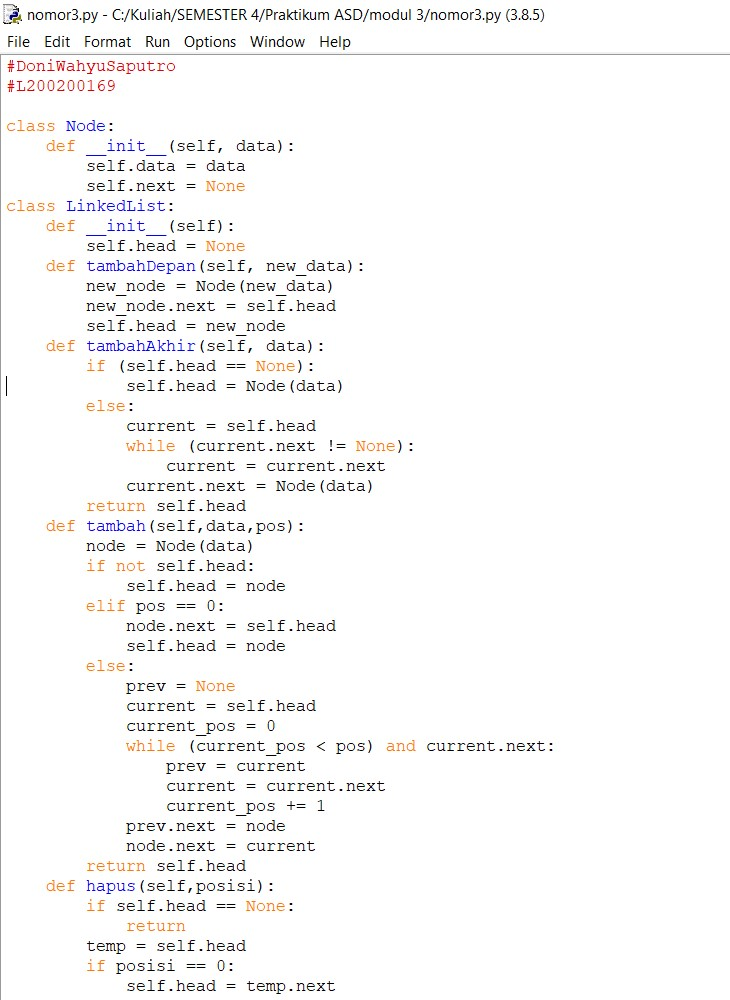 nomor3.py - C:/Kuliah/SEMESTER 4/Praktikum ASD/modul 3/nomor3.py (3.8.5)
File Edit Format Run Options Window Help
#DoniWahyuSaputro
#L200200169

class Node:
    def __init__(self, data):
        self.data = data
        self.next = None
class LinkedList:
    def __init__(self):
        self.head = None
    def tambahDepan(self, new_data):
        new_node = Node(new_data)
        new_node.next = self.head
        self.head = new_node
    def tambahAkhir(self, data):
        if (self.head == None):
            self.head = Node(data)
        else:
            current = self.head
            while (current.next != None):
                current = current.next
            current.next = Node(data)
        return self.head
    def tambah(self,data,pos):
        node = Node(data)
        if not self.head:
            self.head = node
        elif pos == 0:
            node.next = self.head
            self.head = node
        else:
            prev = None
            current = self.head
            current_pos = 0
            while (current_pos < pos) and current.next:
                prev = current
                current = current.next
                current_pos += 1
            prev.next = node
            node.next = current
        return self.head
    def hapus(self,posisi):
        if self.head == None:
            return
        temp = self.head
        if posisi == 0:
            self.head = temp.next